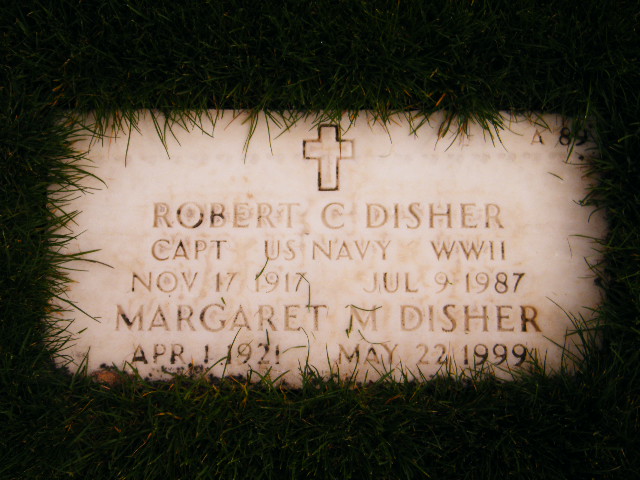 A 89
ROBERT C DISHER
CAPT US NAVY WWII
NOV 17 1917 JUL 9 1987
MARGARET M DISHER
APR 1 1921 MAY 22 1999